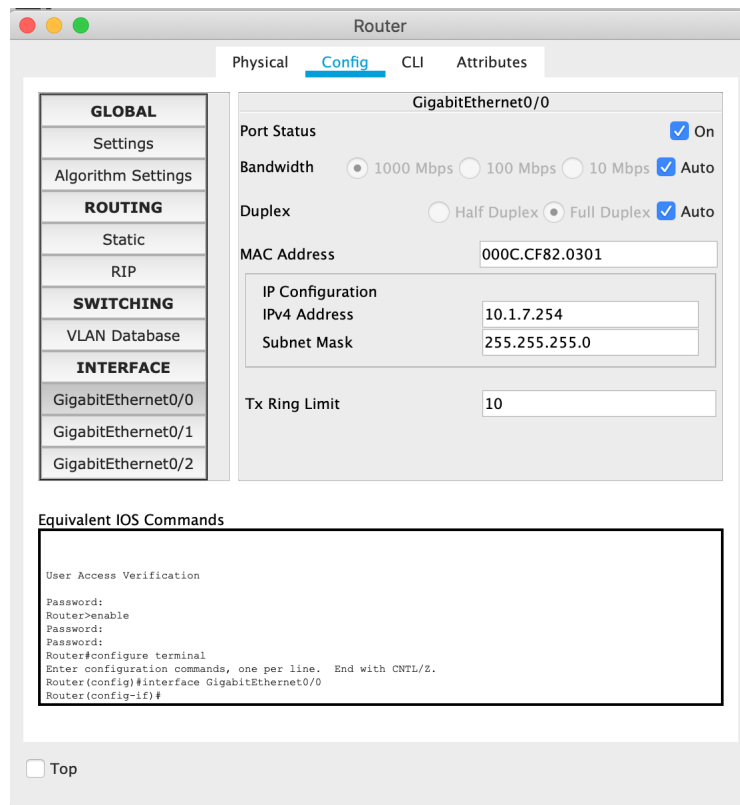 Router
Physical Config CLI Attributes
GLOBAL
Settings
Algorithm Settings
ROUTING
Static
RIP
SWITCHING
VLAN Database
INTERFACE
GigabitEthernet0/0
GigabitEthernet0/1
GigabitEthernet0/2
GigabitEthernet0/0
Port Status On
Bandwidth 1000 Mbps 100 Mbps 10 Mbps Auto
Duplex Half Duplex Full Duplex Auto
MAC Address 000C.CF82.0301
IP Configuration
IPv4 Address 10.1.7.254
Subnet Mask 255.255.255.0
Tx Ring Limit 10
Equivalent IOS Commands
User Access Verification
Password:
Router>enable
Password:
Password:
Router#configure terminal
Enter configuration commands, one per line. End with CNTL/Z.
Router(config)#interface GigabitEthernet0/0
Router(config-if)#
Top